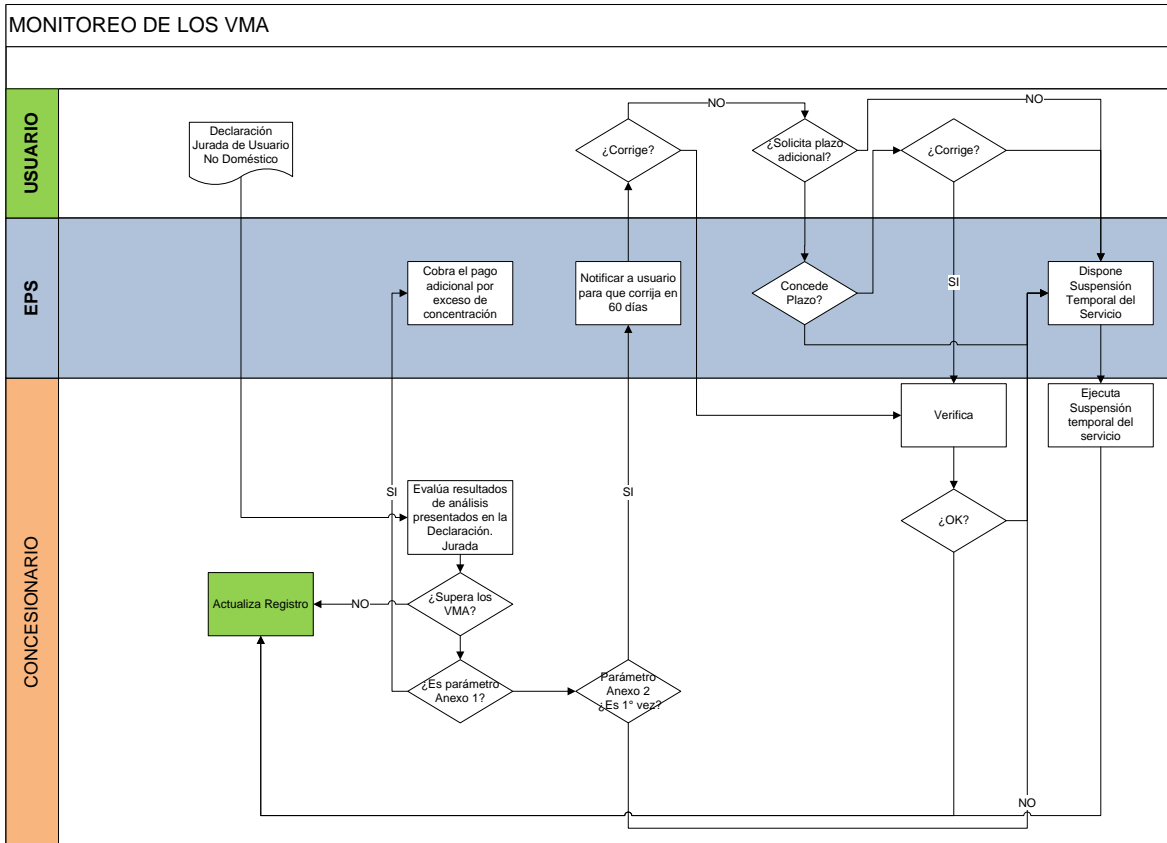 MONITOREO DE LOS VMA
USUARIO
Declaración
Jurada de Usuario
No Doméstico
¿Corrige?
NO
¿Solicita plazo
adicional?
NO
¿Corrige?
EPS
Cobra el pago
adicional por
exceso de
concentración
Notificar a usuario
para que corrija en
60 días
Concede
Plazo?
SI
Dispone
Suspensión
Temporal del
Servicio
CONCESIONARIO
Verifica
Ejecuta
Suspensión
temporal del
servicio
SI
Evalúa resultados
de análisis
presentados en la
Declaración.
Jurada
SI
¿OK?
Actualiza Registro
NO
¿Supera los
VMA?
¿Es parámetro
Anexo 1?
Parámetro
Anexo 2
¿Es 1° vez?
NO